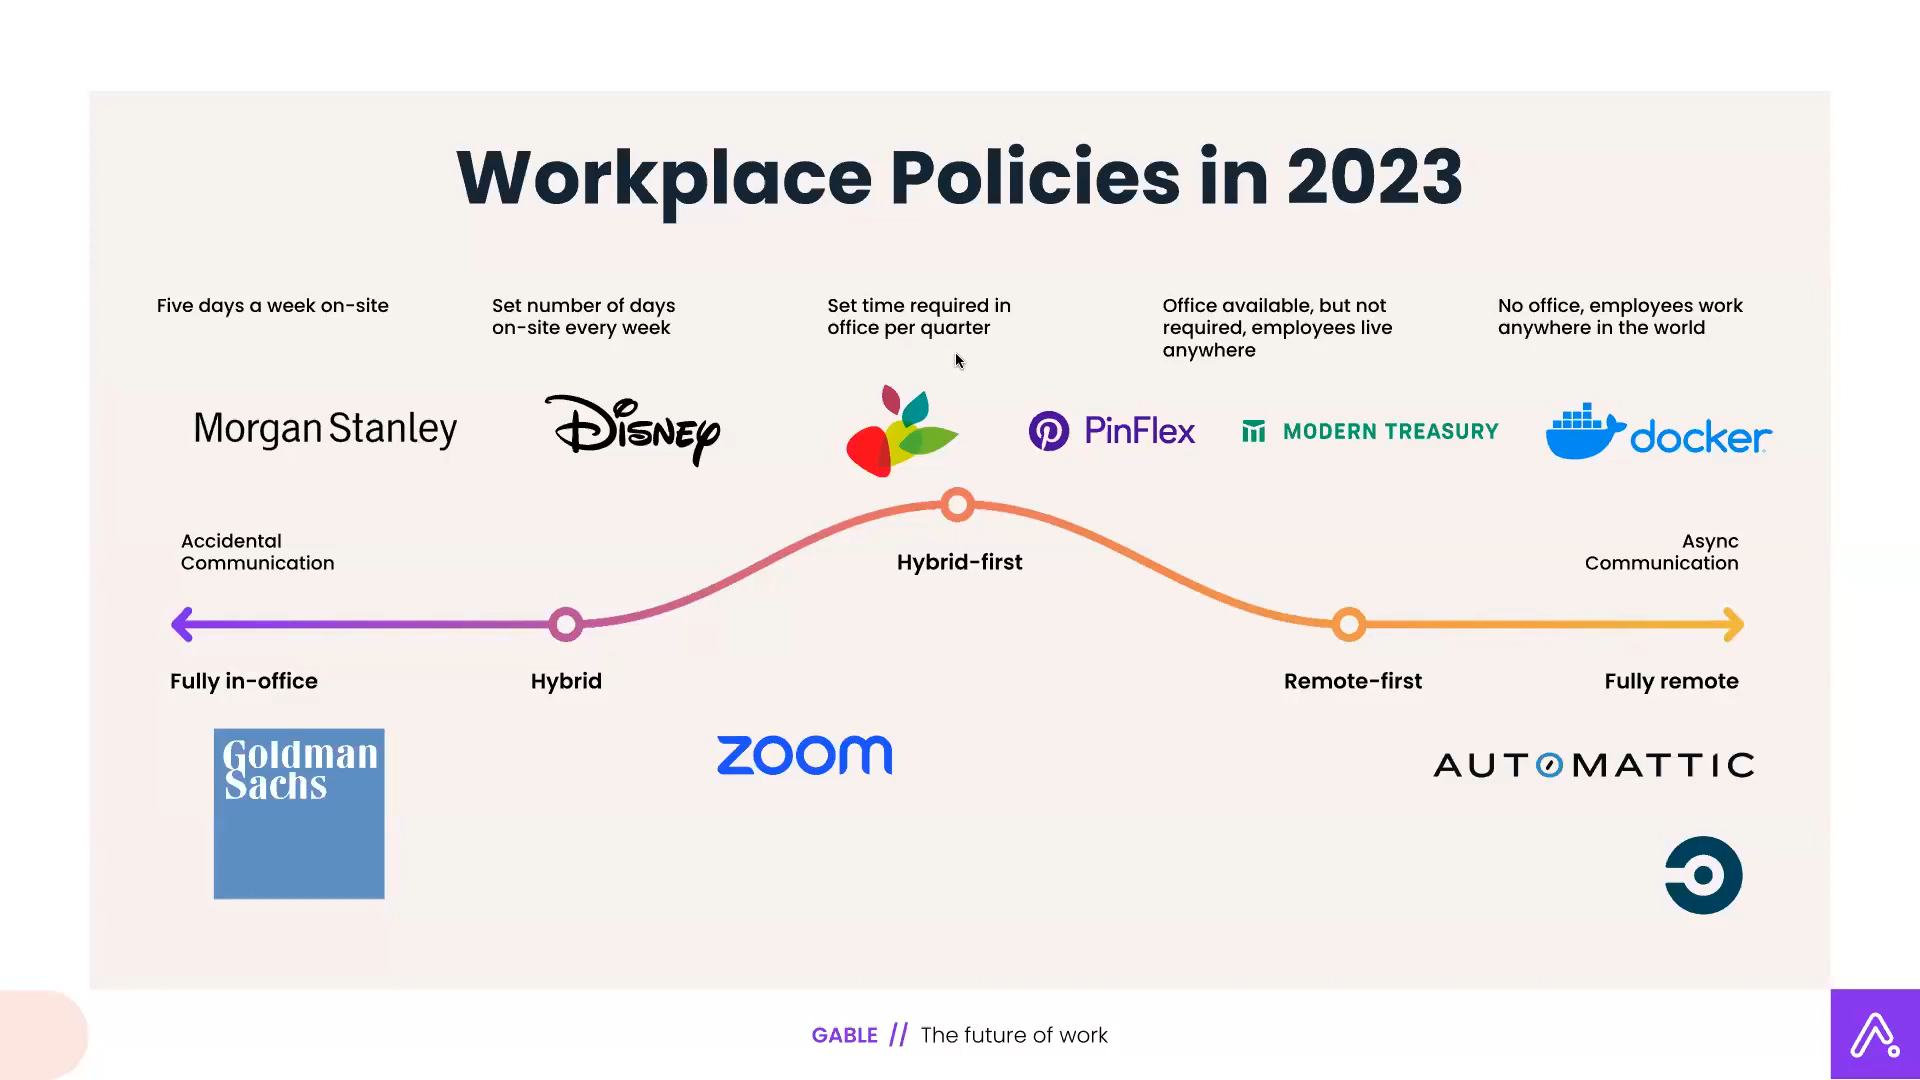 Workplace Policies in 2023
Five days a week on-site
Set number of days
on-site every week
Set time required in
office per quarter
Office available, but not
required, employees live
anywhere
No office, employees work
anywhere in the world
Morgan Stanley
Disney
PinFlex
MODERN TREASURY
docker
Accidental
Communication
Hybrid-first
Async
Communication
Fully in-office
Hybrid
Remote-first
Fully remote
Goldman
Sachs
zoom
AUTOMATTIC
GABLE // The future of work